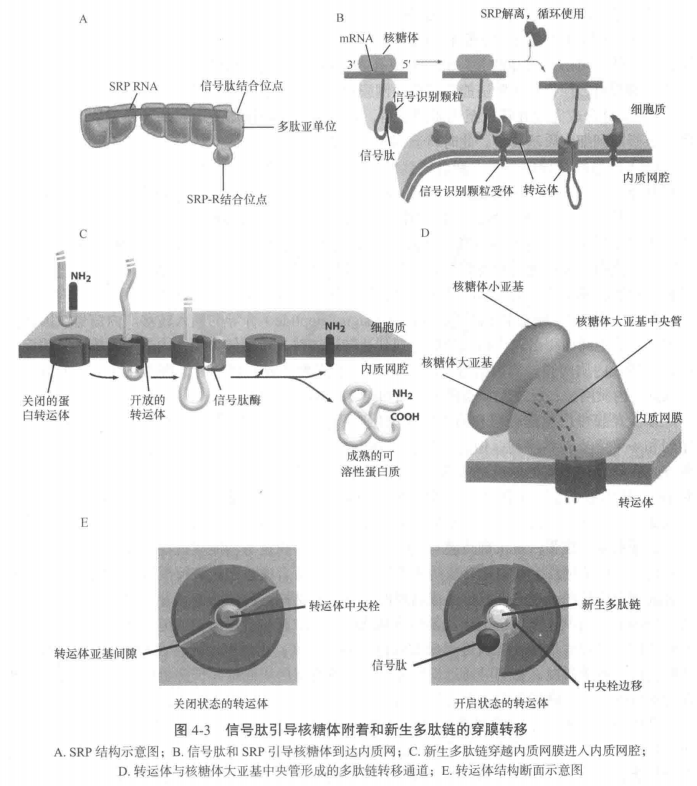 A
SRP RNA
信号肽结合位点
多肽亚单位
SRP-R结合位点
B
SRP解离，循环使用
mRNA
核糖体
3′
5′
信号识别颗粒
细胞质
信号肽
信号识别颗粒受体
转运体
内质网腔
C
NH2
NH2
细胞质
内质网腔
关闭的蛋
白转运体
开放的
转运体
信号肽酶
NH2
COOH
成熟的可
溶性蛋白质
D
核糖体小亚基
核糖体大亚基中央管
核糖体大亚基
内质网膜
转运体
E
转运体中央栓
转运体亚基间隙
关闭状态的转运体
新生多肽链
信号肽
中央栓边移
开启状态的转运体
图 4-3 信号肽引导核糖体附着和新生多肽链的穿膜转移
A. SRP 结构示意图；B. 信号肽和 SRP 引导核糖体到达内质网；C. 新生多肽链穿越内质网膜进入内质网腔；
D. 转运体与核糖体大亚基中央管形成的多肽链转移通道；E. 转运体结构断面示意图